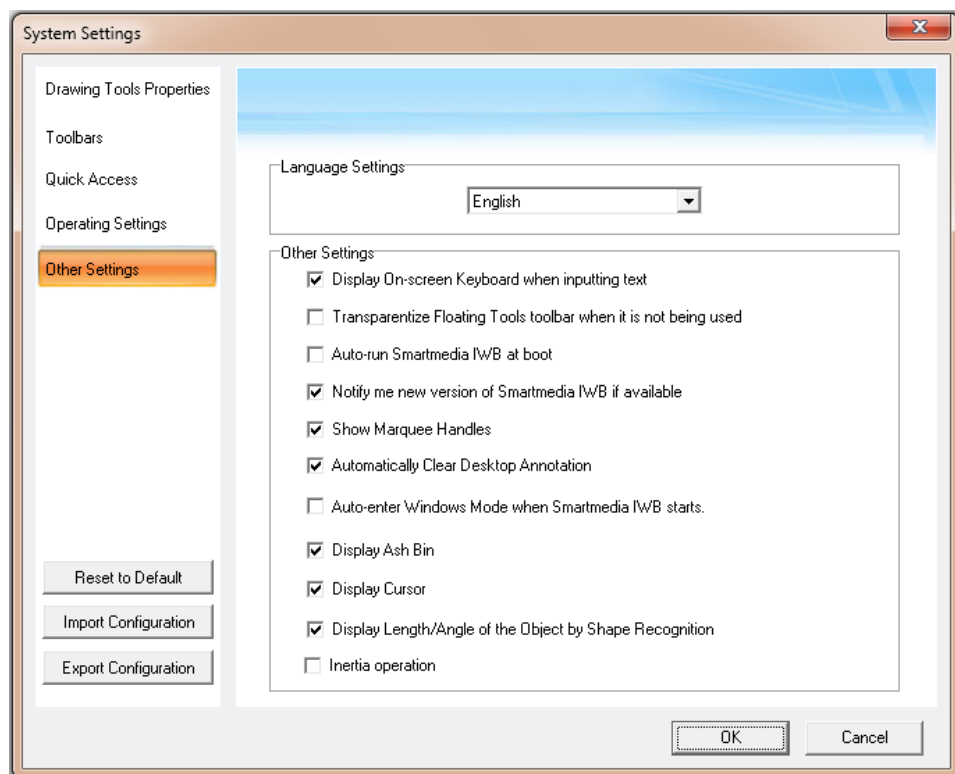 System Settings
Drawing Tools Properties
Toolbars
Quick Access
Operating Settings
Other Settings
Reset to Default
Import Configuration
Export Configuration
Language Settings
English
Other Settings
Display On-screen Keyboard when inputting text
Transparentize Floating Tools toolbar when it is not being used
Auto-run Smartmedia IWB at boot
Notify me new version of Smartmedia IWB if available
Show Marquee Handles
Automatically Clear Desktop Annotation
Auto-enter Windows Mode when Smartmedia IWB starts.
Display Ash Bin
Display Cursor
Display Length/Angle of the Object by Shape Recognition
Inertia operation
OK
Cancel